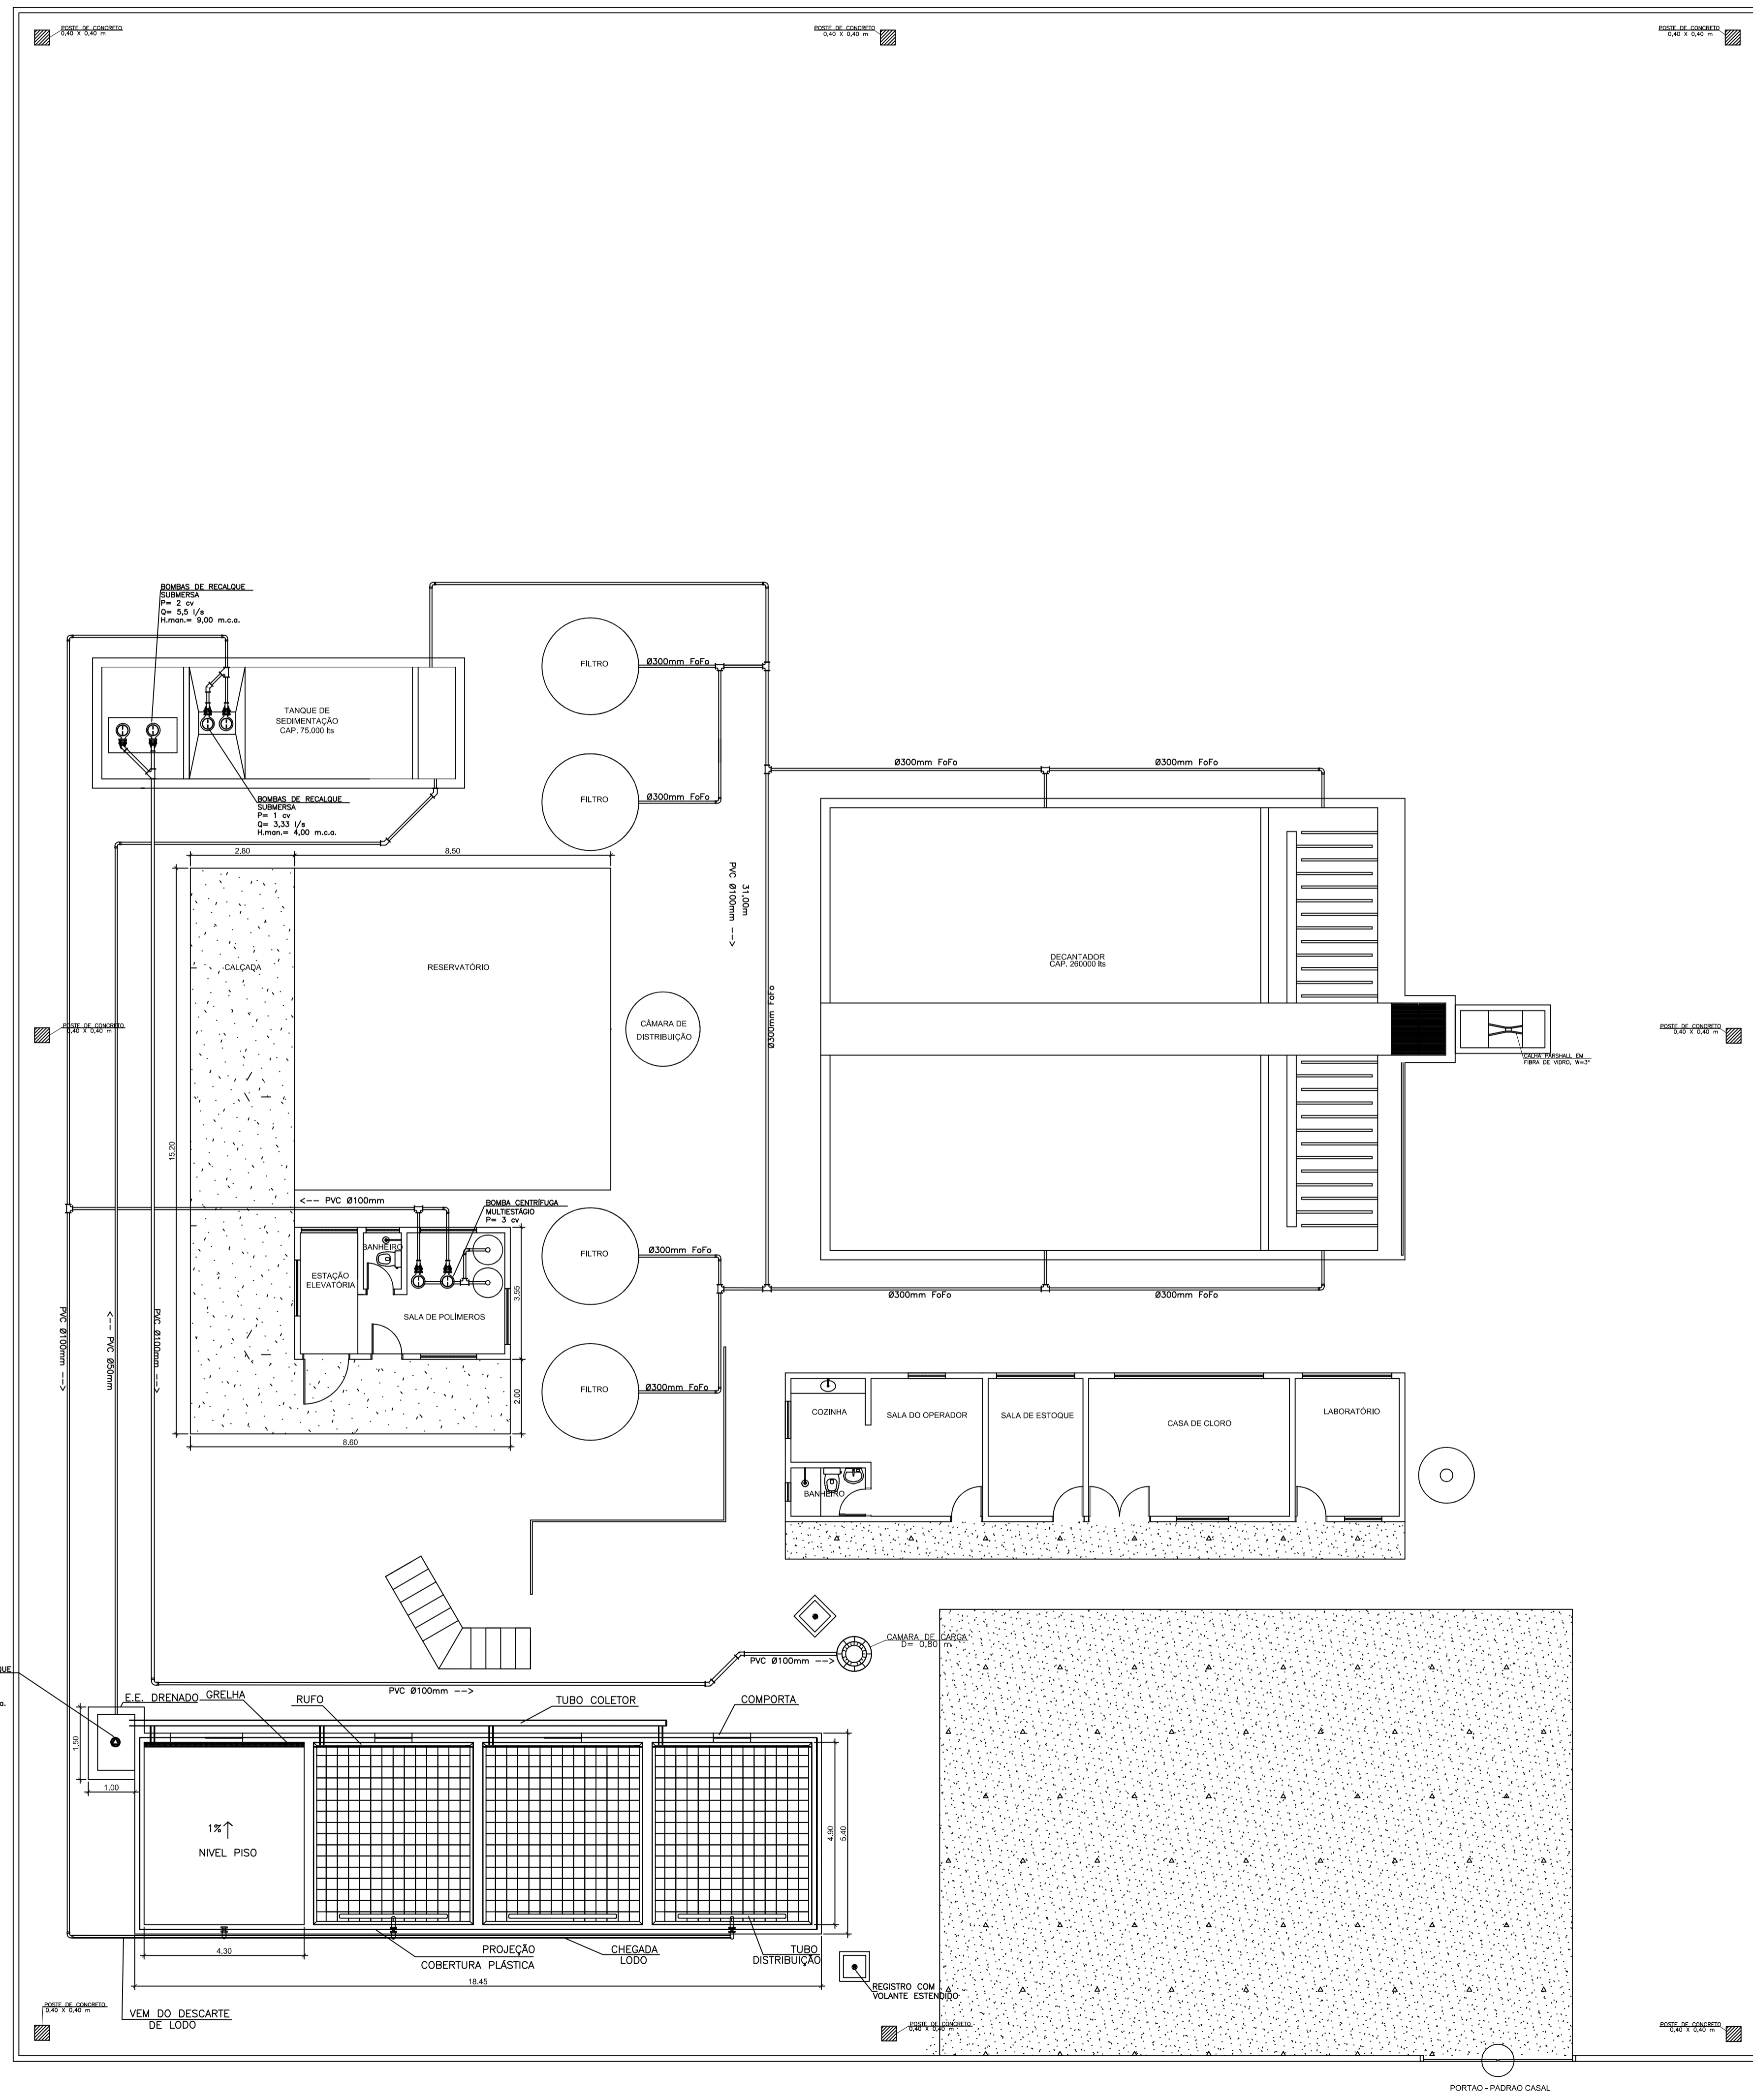 POSTE DE CONCRETO
0,40 X 0,40 m
POSTE DE CONCRETO
0,40 X 0,40 m
POSTE DE CONCRETO
0,40 X 0,40 m
BOMBAS DE RECALQUE
SUBMERSA
P= 2 cv
Q= 5,5 l/s
H.man.= 9,00 m.c.a.
TANQUE DE
SEDIMENTAÇÃO
CAP. 75.000 lts
BOMBAS DE RECALQUE
SUBMERSA
P= 1 cv
Q= 3,33 l/s
H.man.= 4,00 m.c.a.
FILTRO
Ø300mm FoFo
FILTRO
Ø300mm FoFo
Ø300mm FoFo
Ø300mm FoFo
2,80
8,50
15,20
CALÇADA
RESERVATÓRIO
CÂMARA DE
DISTRIBUIÇÃO
31,00m
PVC Ø100mm -->
Ø300mm FoFo
DECANTADOR
CAP. 260000 lts
POSTE DE CONCRETO
0,40 X 0,40 m
POSTE DE CONCRETO
0,40 X 0,40 m
CALHA PARSHALL EM
FIBRA DE VIDRO, W=3"
<-- PVC Ø100mm
BOMBA CENTRÍFUGA
MULTIESTÁGIO
P= 3 cv
BANHEIRO
ESTAÇÃO
ELEVATÓRIA
SALA DE POLÍMEROS
3,55
2,00
8,60
FILTRO
Ø300mm FoFo
FILTRO
Ø300mm FoFo
Ø300mm FoFo
Ø300mm FoFo
PVC Ø100mm -->
<-- PVC Ø50mm
PVC Ø100mm -->
COZINHA
SALA DO OPERADOR
SALA DE ESTOQUE
CASA DE CLORO
LABORATÓRIO
BANHEIRO
CAMARA DE CARGA
D= 0,80 m
PVC Ø100mm -->
PVC Ø100mm -->
E.E. DRENADO
GRELHA
RUFO
TUBO COLETOR
COMPORTA
1,50
1,00
1%
NIVEL PISO
4,90
5,40
4,30
PROJEÇÃO
COBERTURA PLÁSTICA
CHEGADA
LODO
TUBO
DISTRIBUIÇÃO
18,45
REGISTRO COM
VOLANTE ESTENDIDO
VEM DO DESCARTE
DE LODO
POSTE DE CONCRETO
0,40 X 0,40 m
POSTE DE CONCRETO
0,40 X 0,40 m
POSTE DE CONCRETO
0,40 X 0,40 m
PORTAO - PADRAO CASAL